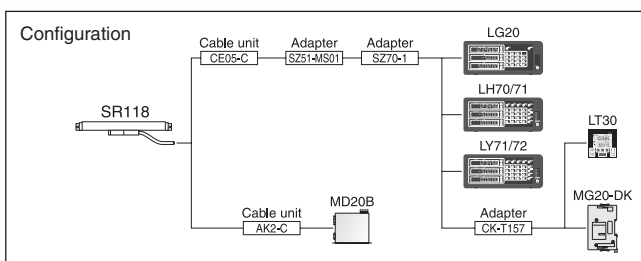 Configuration
Cable unit
CE05-C
Adapter
SZ51-MS01
Adapter
SZ70-1
LG20
SR118
LH70/71
LT30
LY71/72
MG20-DK
Cable unit
AK2-C
MD20B
Adapter
CK-T157